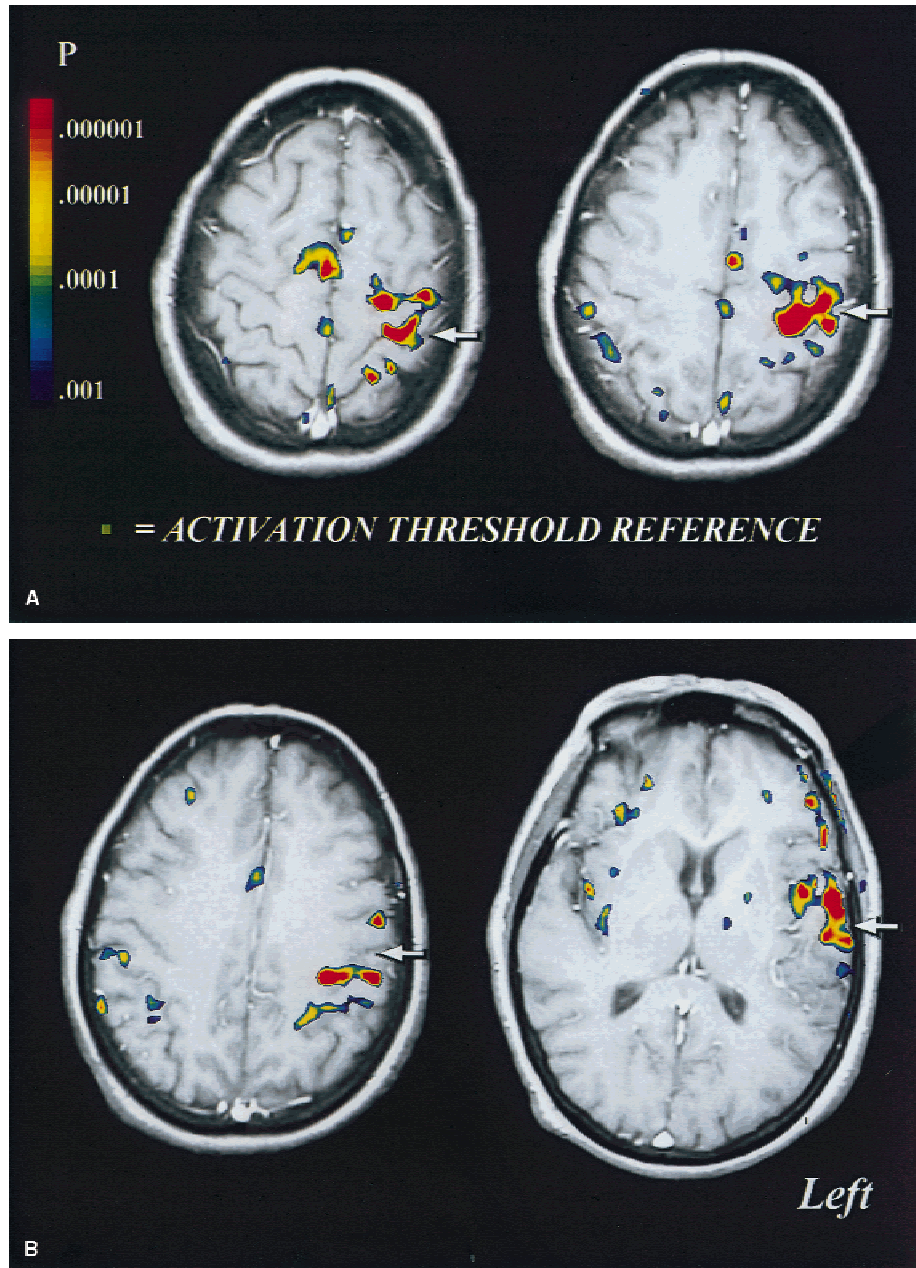 P
.000001
.00001
.0001
.001
= ACTIVATION THRESHOLD REFERENCE
A
Left
B